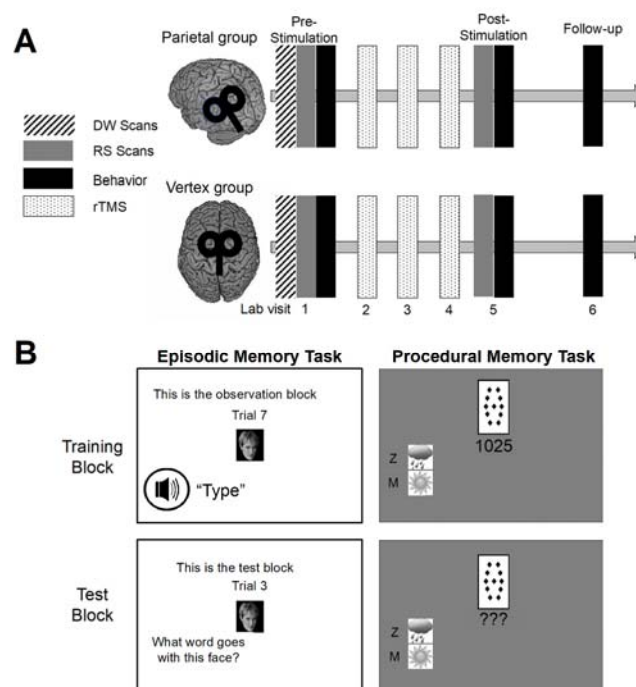 A
Parietal group
Pre-
Stimulation
Post-
Stimulation
Follow-up
DW Scans
RS Scans
Behavior
rTMS
Vertex group
Lab visit 1 2 3 4 5 6
B
Episodic Memory Task
Procedural Memory Task
Training
Block
This is the observation block
Trial 7
"Type"
1025
Z
M
Test
Block
This is the test block
Trial 3
What word goes
with this face?
???
Z
M